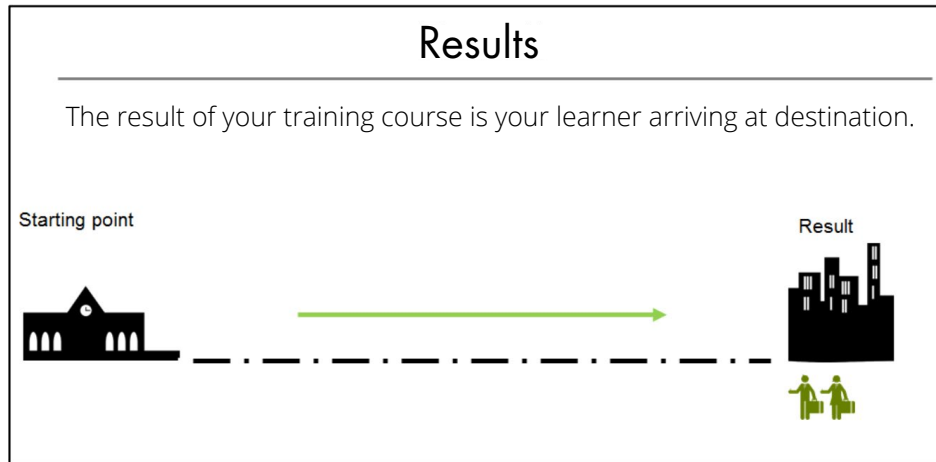 Results
The result of your training course is your learner arriving at destination.
Starting point
Result